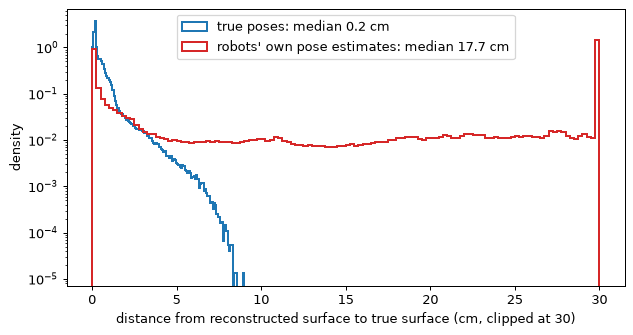 true poses: median 0.2 cm
robots' own pose estimates: median 17.7 cm
10⁰
10⁻¹
10⁻²
10⁻³
10⁻⁴
10⁻⁵
density
0 5 10 15 20 25 30
distance from reconstructed surface to true surface (cm, clipped at 30)